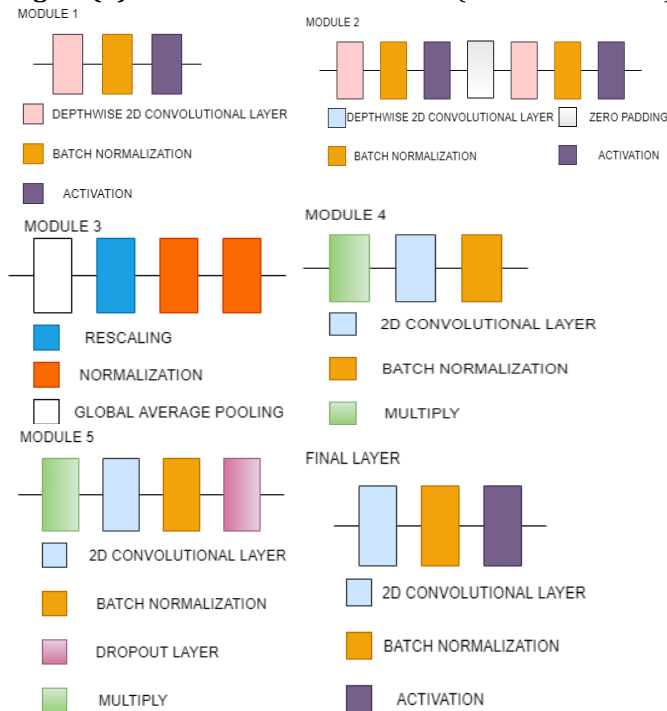 MODULE 1
DEPTHWISE 2D CONVOLUTIONAL LAYER
BATCH NORMALIZATION
ACTIVATION
MODULE 2
DEPTHWISE 2D CONVOLUTIONAL LAYER
ZERO PADDING
BATCH NORMALIZATION
ACTIVATION
MODULE 3
RESCALING
NORMALIZATION
GLOBAL AVERAGE POOLING
MODULE 4
2D CONVOLUTIONAL LAYER
BATCH NORMALIZATION
MULTIPLY
MODULE 5
2D CONVOLUTIONAL LAYER
BATCH NORMALIZATION
DROPOUT LAYER
MULTIPLY
FINAL LAYER
2D CONVOLUTIONAL LAYER
BATCH NORMALIZATION
ACTIVATION